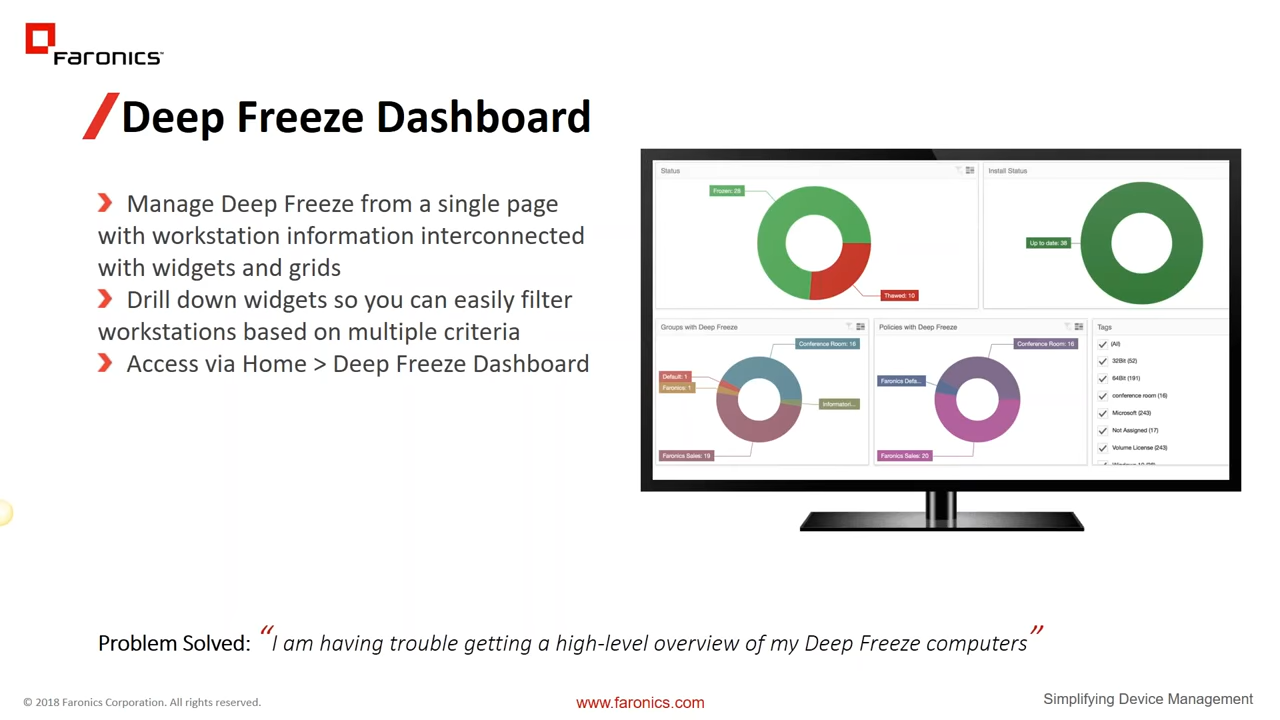 FARONICS™
Deep Freeze Dashboard
Manage Deep Freeze from a single page
with workstation information interconnected
with widgets and grids
Drill down widgets so you can easily filter
workstations based on multiple criteria
Access via Home > Deep Freeze Dashboard
Status
Frozen: 28
Thawed: 10
Install Status
Up to date: 38
Groups with Deep Freeze
Conference Room: 16
Default: 1
Faronics: 1
Faronics Sales: 19
Policies with Deep Freeze
Conference Room: 16
Faronics Defa...
Faronics Sales: 20
Tags
(All)
32Bit (52)
64Bit (191)
conference room (16)
Microsoft (243)
Not Assigned (17)
Volume License (243)
Problem Solved: “I am having trouble getting a high-level overview of my Deep Freeze computers”
© 2018 Faronics Corporation. All rights reserved.
www.faronics.com
Simplifying Device Management